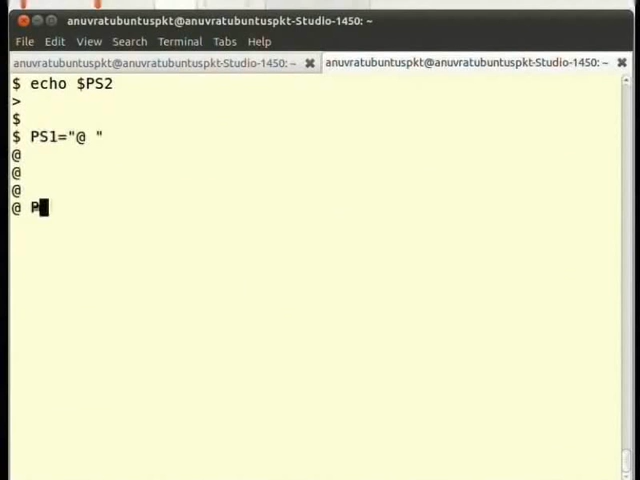 anuvratubuntuspkt@anuvratubuntuspkt-Studio-1450: ~
File Edit View Search Terminal Tabs Help
anuvratubuntuspkt@anuvratubuntuspkt-Studio-1450: ~ anuvratubuntuspkt@anuvratubuntuspkt-Studio-1450: ~
$ echo $PS2
>
$
$ PS1="@ "
@
@
@
@ P